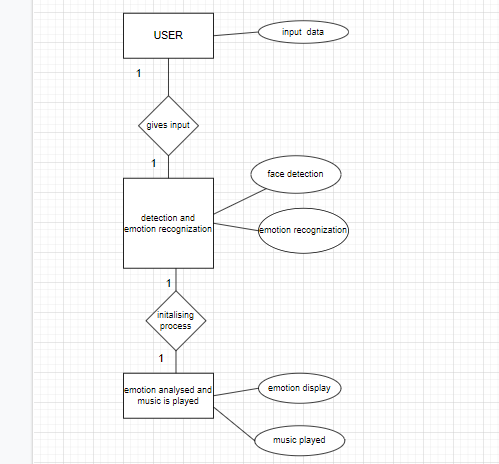 USER
input data
1
gives input
1
face detection
detection and
emotion recognization
emotion recognization
1
initalising
process
1
emotion analysed and
music is played
emotion display
music played